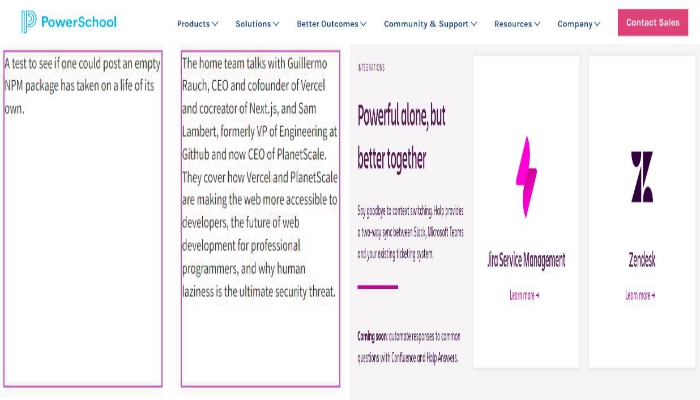 PowerSchool
Products
Solutions
Better Outcomes
Community & Support
Resources
Company
Contact Sales
A test to see if one could post an empty
NPM package has taken on a life of its
own.
The home team talks with Guillermo
Rauch, CEO and cofounder of Vercel
and cocreator of Next.js, and Sam
Lambert, formerly VP of Engineering at
Github and now CEO of PlanetScale.
They cover how Vercel and PlanetScale
are making the web more accessible to
developers, the future of web
development for professional
programmers, and why human
laziness is the ultimate security threat.
INTEGRATIONS
Powerful alone, but
better together
Say goodbye to context switching. Halp provides
a two-way sync between Slack, Microsoft Teams
and your existing ticketing system.
Coming soon: automate responses to common
questions with Confluence and Halp Answers.
Jira Service Management
Learn more →
Zendesk
Learn more →